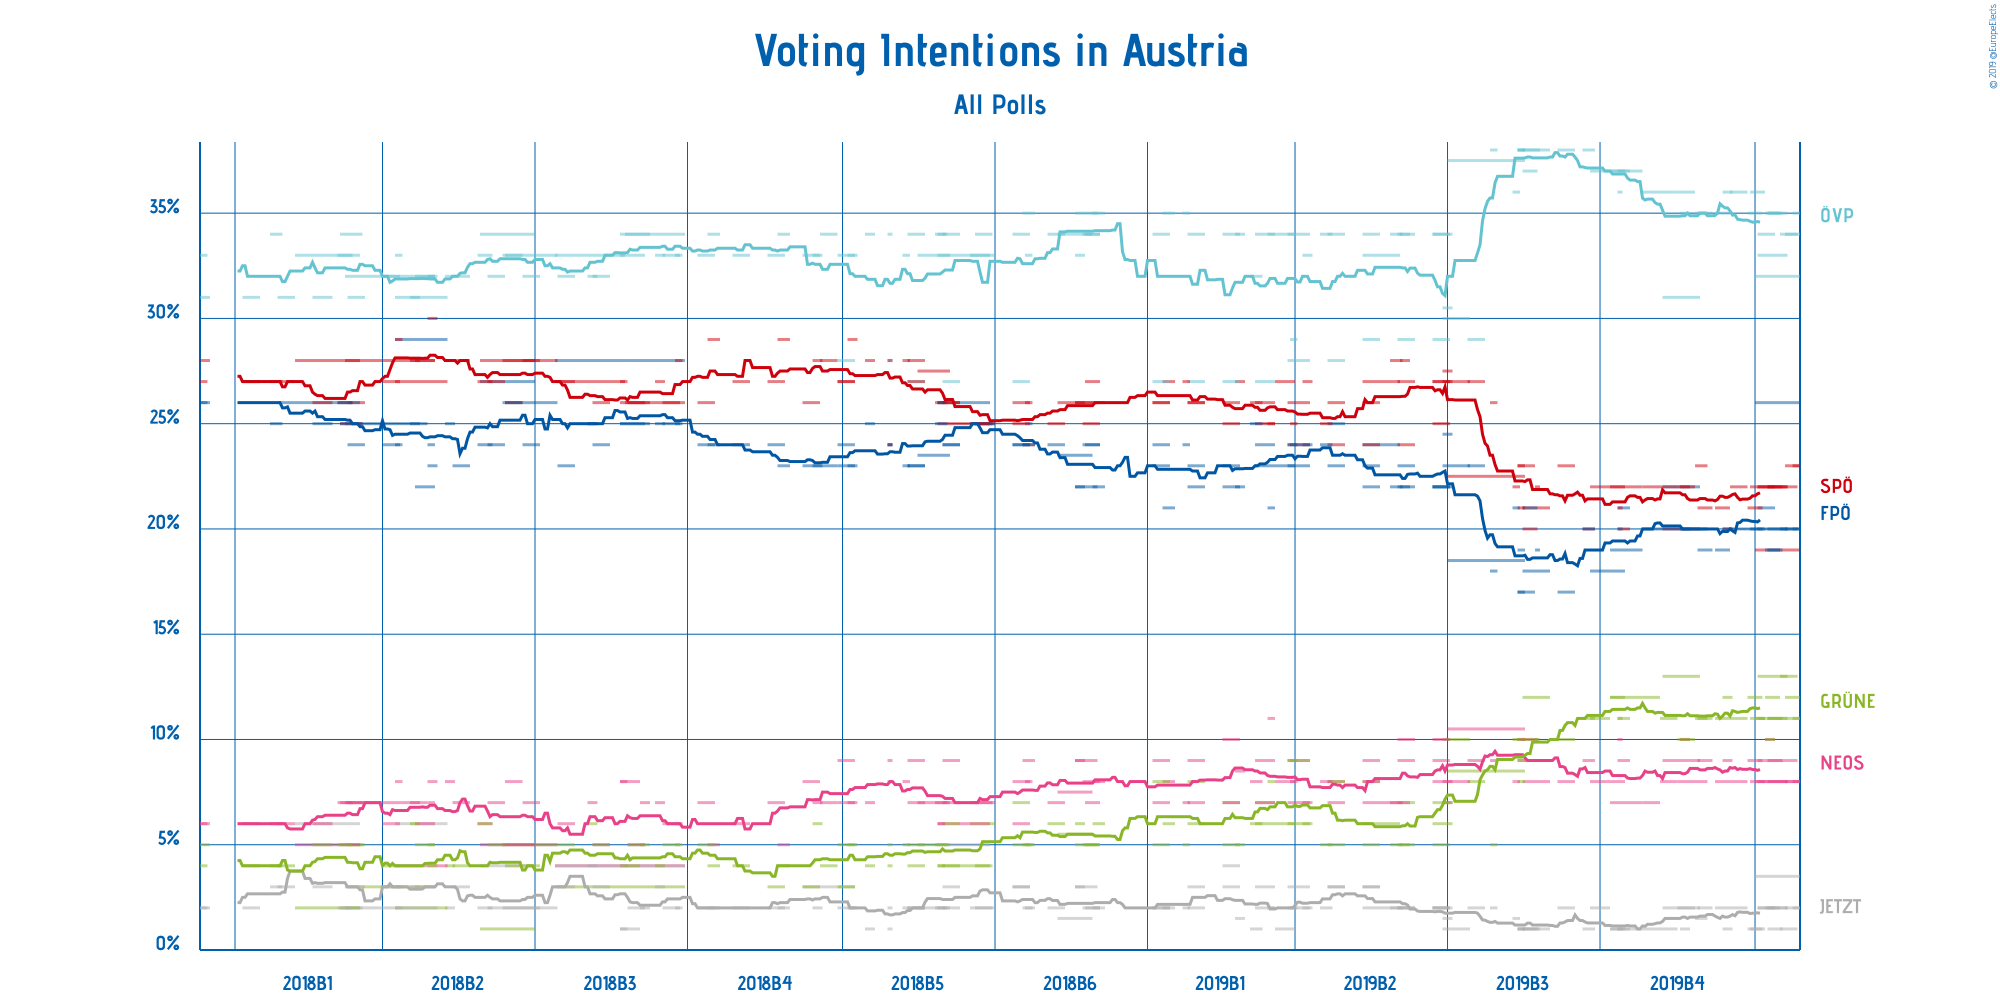 Voting Intentions in Austria
All Polls
© 2019 @EuropeElects
35%
30%
25%
20%
15%
10%
5%
0%
ÖVP
SPÖ
FPÖ
GRÜNE
NEOS
JETZT
2018B1
2018B2
2018B3
2018B4
2018B5
2018B6
2019B1
2019B2
2019B3
2019B4